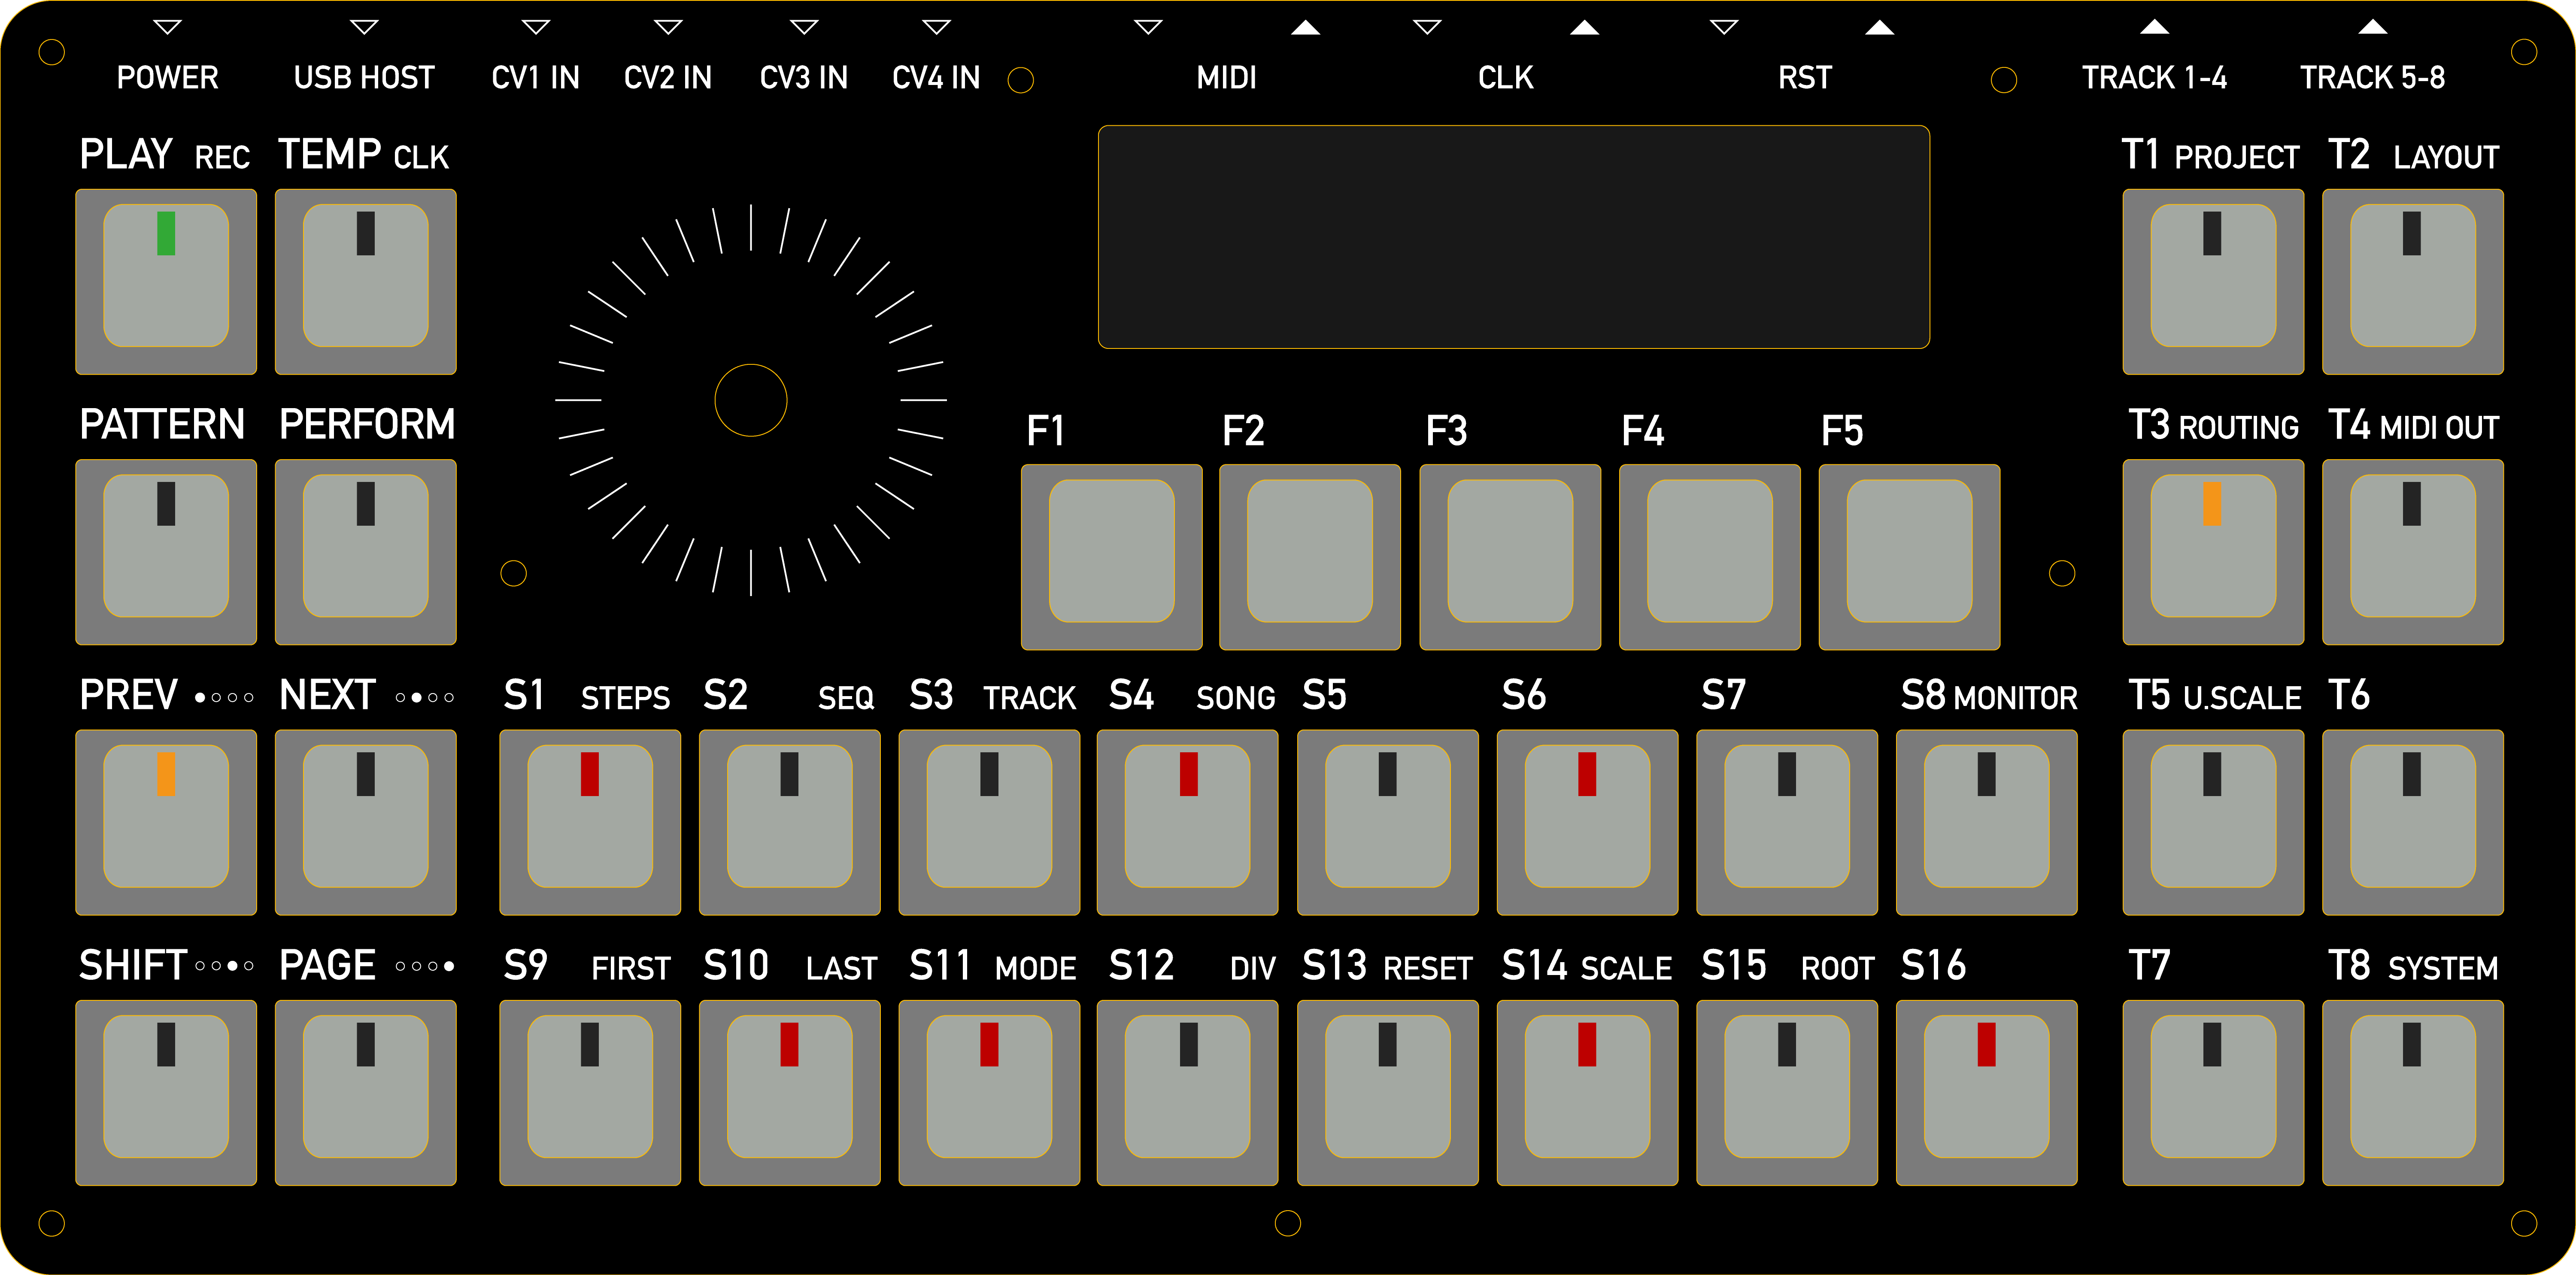 POWER USB HOST CV1 IN CV2 IN CV3 IN CV4 IN MIDI CLK RST TRACK 1-4 TRACK 5-8
PLAY REC TEMP CLK T1 PROJECT T2 LAYOUT
PATTERN PERFORM F1 F2 F3 F4 F5 T3 ROUTING T4 MIDI OUT
PREV NEXT S1 STEPS S2 SEQ S3 TRACK S4 SONG S5 S6 S7 S8 MONITOR T5 U.SCALE T6
SHIFT PAGE S9 FIRST S10 LAST S11 MODE S12 DIV S13 RESET S14 SCALE S15 ROOT S16 T7 T8 SYSTEM